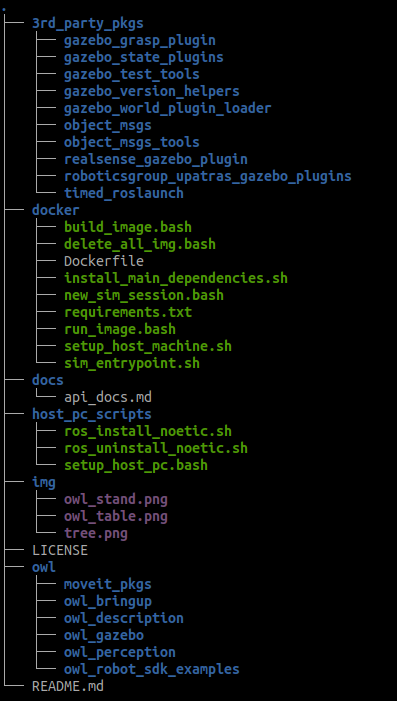 .
├── 3rd_party_pkgs
│   ├── gazebo_grasp_plugin
│   ├── gazebo_state_plugins
│   ├── gazebo_test_tools
│   ├── gazebo_version_helpers
│   ├── gazebo_world_plugin_loader
│   ├── object_msgs
│   ├── object_msgs_tools
│   ├── realsense_gazebo_plugin
│   ├── roboticsgroup_upatras_gazebo_plugins
│   └── timed_roslaunch
├── docker
│   ├── build_image.bash
│   ├── delete_all_img.bash
│   ├── Dockerfile
│   ├── install_main_dependencies.sh
│   ├── new_sim_session.bash
│   ├── requirements.txt
│   ├── run_image.bash
│   ├── setup_host_machine.sh
│   └── sim_entrypoint.sh
├── docs
│   └── api_docs.md
├── host_pc_scripts
│   ├── ros_install_noetic.sh
│   ├── ros_uninstall_noetic.sh
│   └── setup_host_pc.bash
├── img
│   ├── owl_stand.png
│   ├── owl_table.png
│   └── tree.png
├── LICENSE
├── owl
│   ├── moveit_pkgs
│   ├── owl_bringup
│   ├── owl_description
│   ├── owl_gazebo
│   ├── owl_perception
│   └── owl_robot_sdk_examples
└── README.md